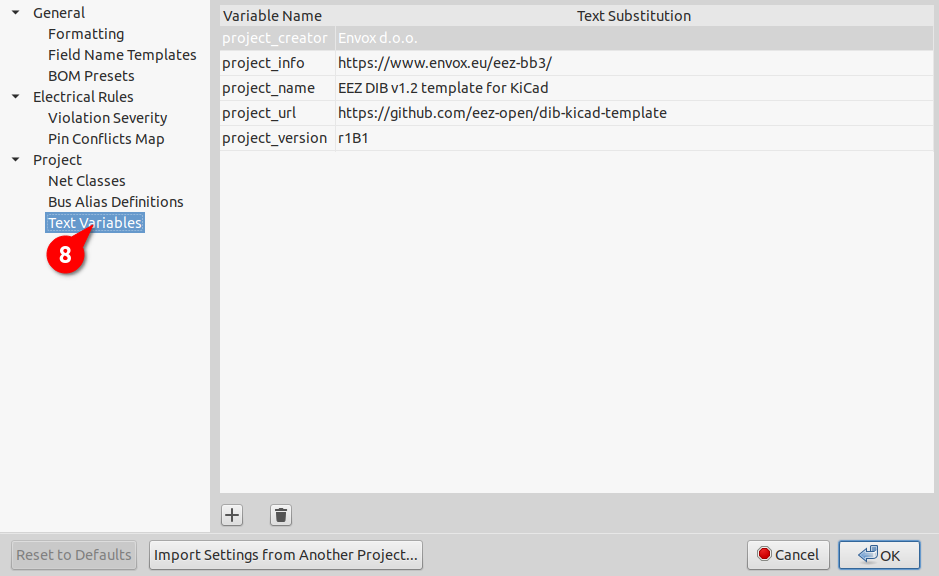 General
Formatting
Field Name Templates
BOM Presets
Electrical Rules
Violation Severity
Pin Conflicts Map
Project
Net Classes
Bus Alias Definitions
Text Variables
8
Variable Name Text Substitution
project_creator Envox d.o.o.
project_info https://www.envox.eu/eez-bb3/
project_name EEZ DIB v1.2 template for KiCad
project_url https://github.com/eez-open/dib-kicad-template
project_version r1B1
Reset to Defaults Import Settings from Another Project... Cancel OK